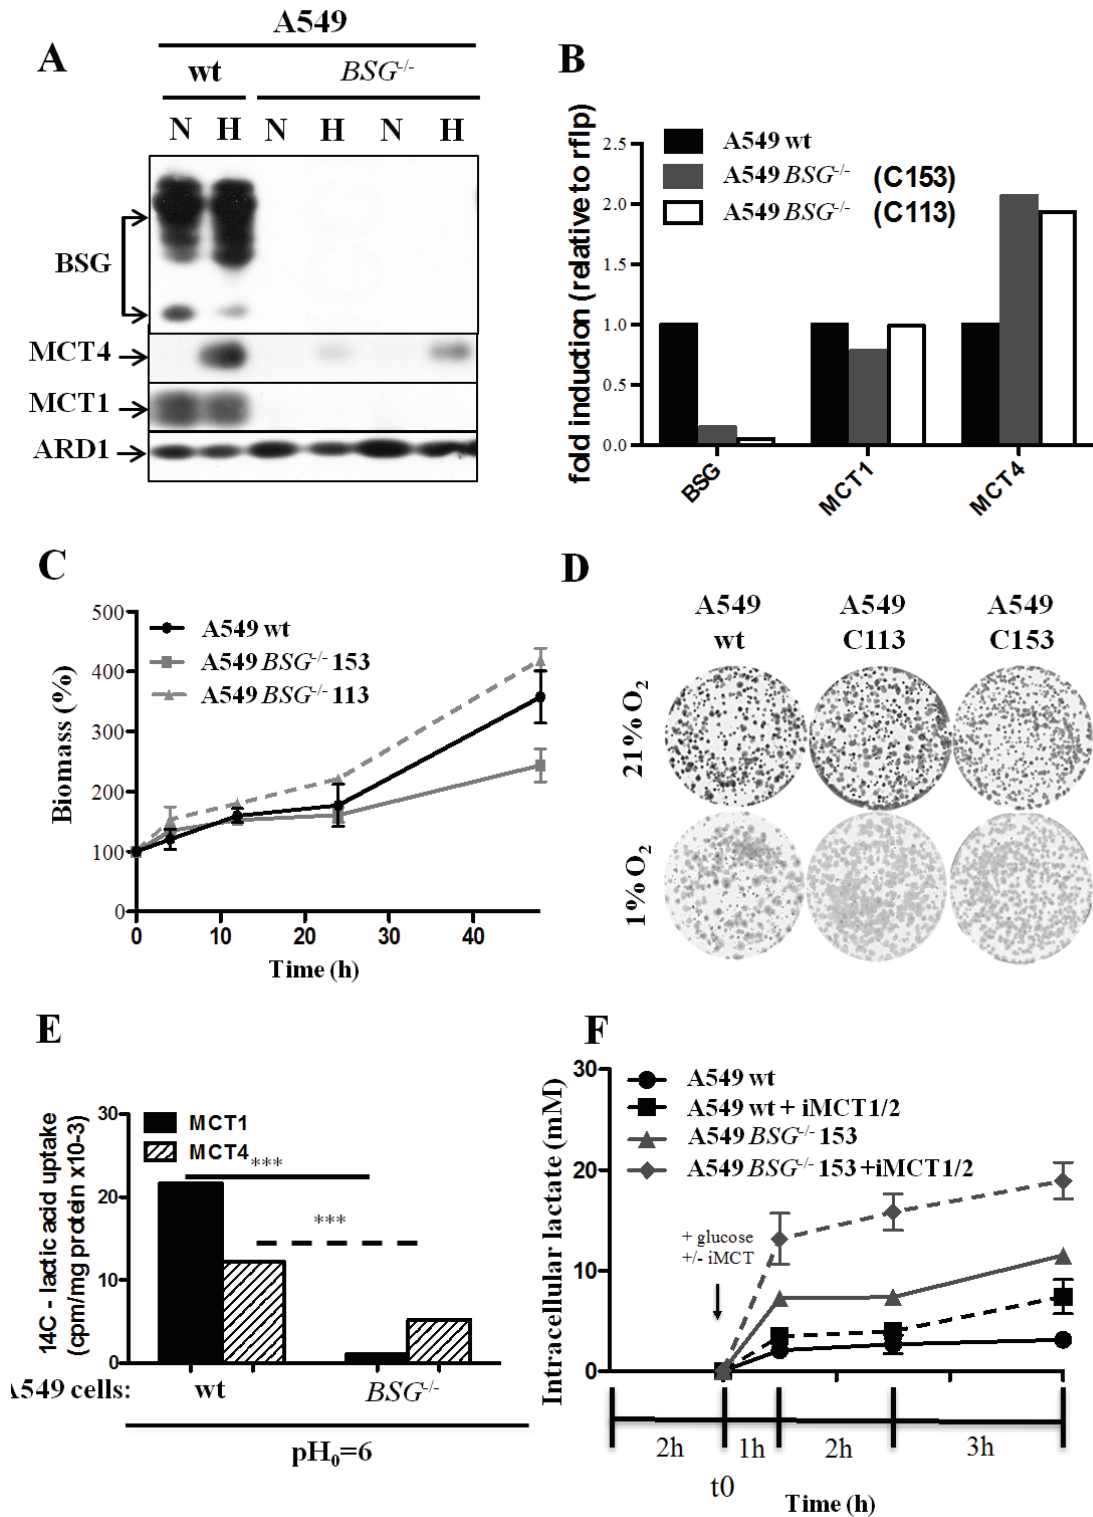 A
A549
wt BSG-/-
N H N H N H
BSG
MCT4
MCT1
ARD1
B
fold induction (relative to rflp)
2.5
2.0
1.0
0.5
0.0
A549 wt
A549 BSG-/- (C153)
A549 BSG-/- (C113)
BSG
MCT1
MCT4
C
Biomass (%)
500
400
300
200
100
0
A549 wt
A549 BSG-/- 153
A549 BSG-/- 113
0 10 20 30 40
Time (h)
D
A549 A549 A549
wt C113 C153
21% O2
1% O2
E
14C - lactic acid uptake
(cpm/mg protein x10-3)
30
20
10
0
MCT1
MCT4
***
***
A549 cells: wt BSG-/-
pH0=6
F
Intracellular lactate (mM)
30
20
10
0
A549 wt
A549 wt + iMCT1/2
A549 BSG-/- 153
A549 BSG-/- 153+iMCT1/2
+ glucose
+/- iMCT
2h 1h 2h 3h
t0
Time (h)